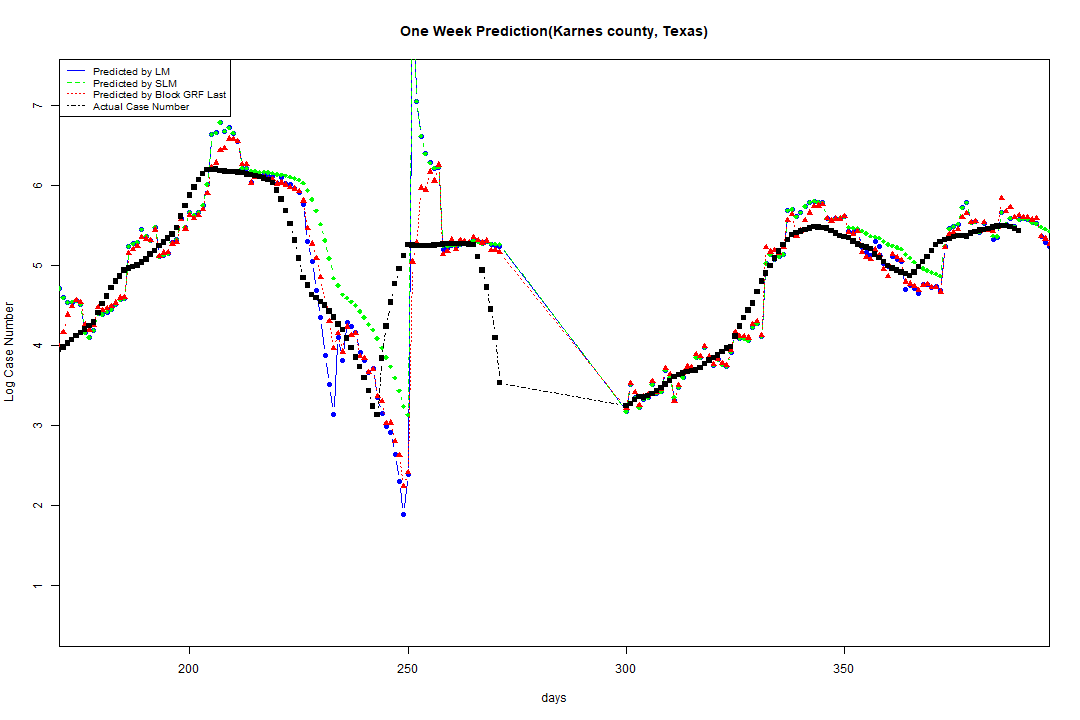 One Week Prediction(Karnes county, Texas)
Predicted by LM
Predicted by SLM
Predicted by Block GRF Last
Actual Case Number
Log Case Number
7
6
5
4
3
2
1
200 250 300 350
days